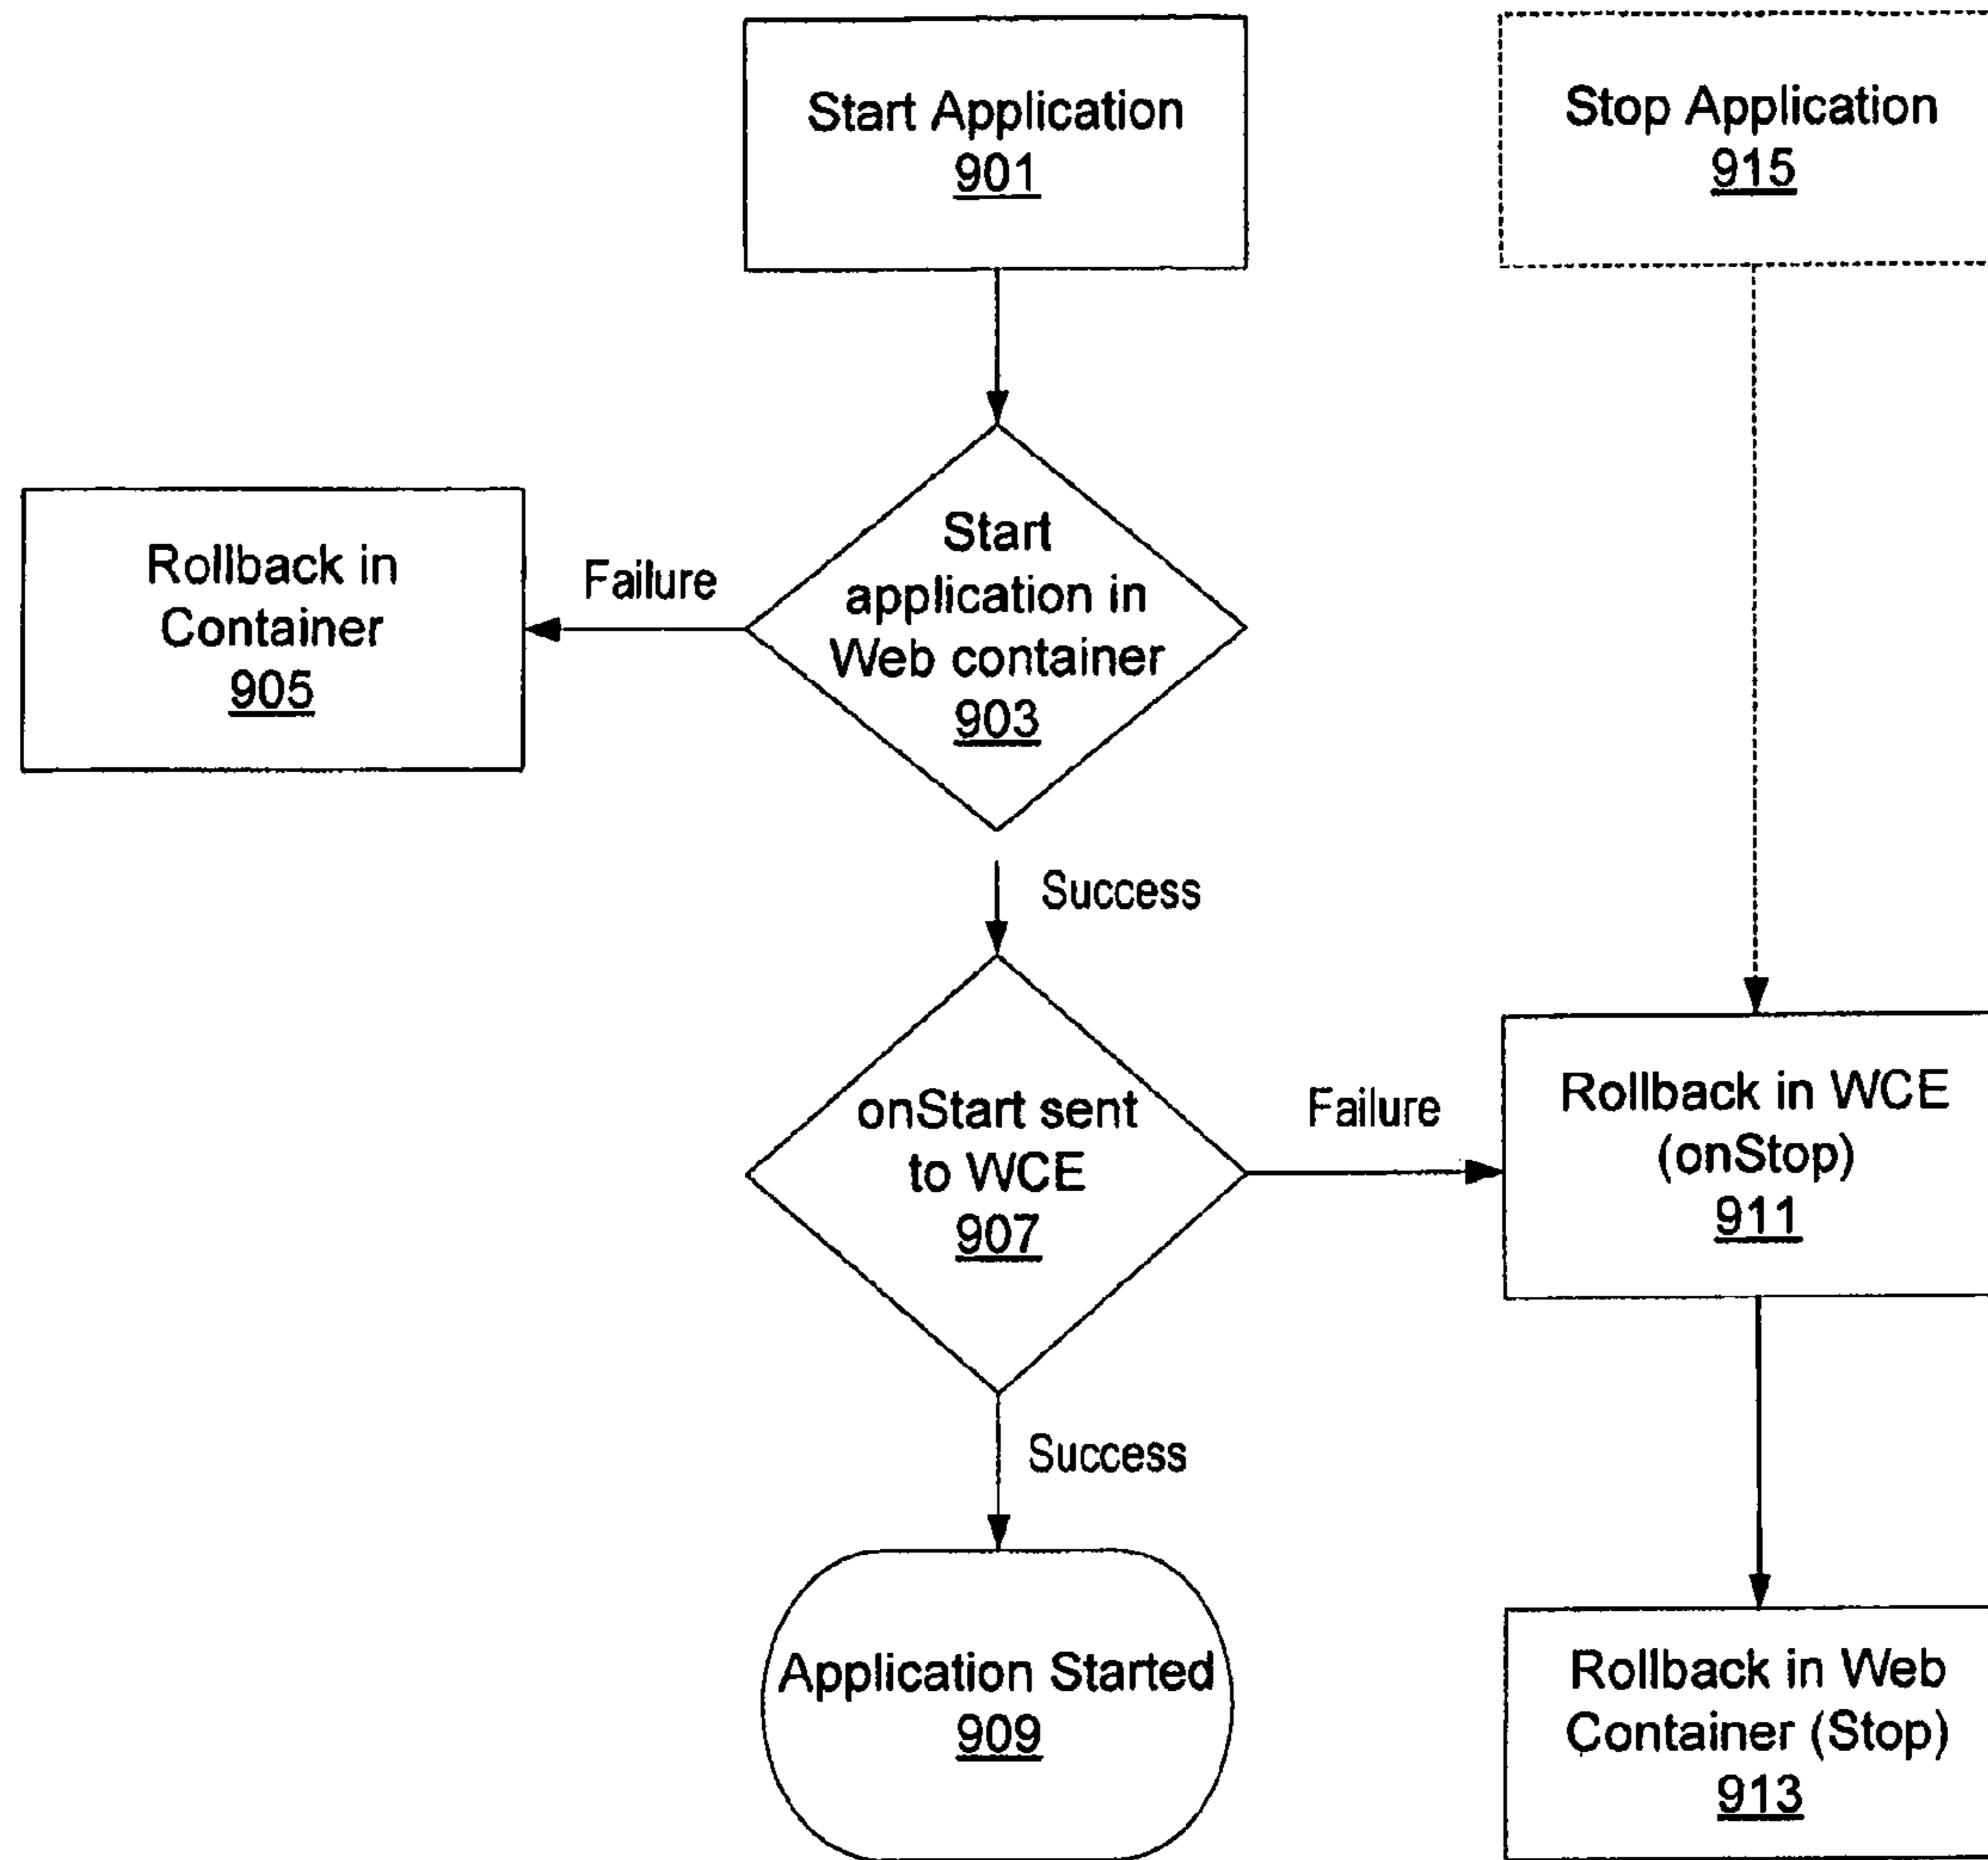 Start Application
901
Stop Application
915
Start
application in
Web container
903
Failure
Rollback in
Container
905
Success
onStart sent
to WCE
907
Failure
Rollback in WCE
(onStop)
911
Success
Application Started
909
Rollback in Web
Container (Stop)
913